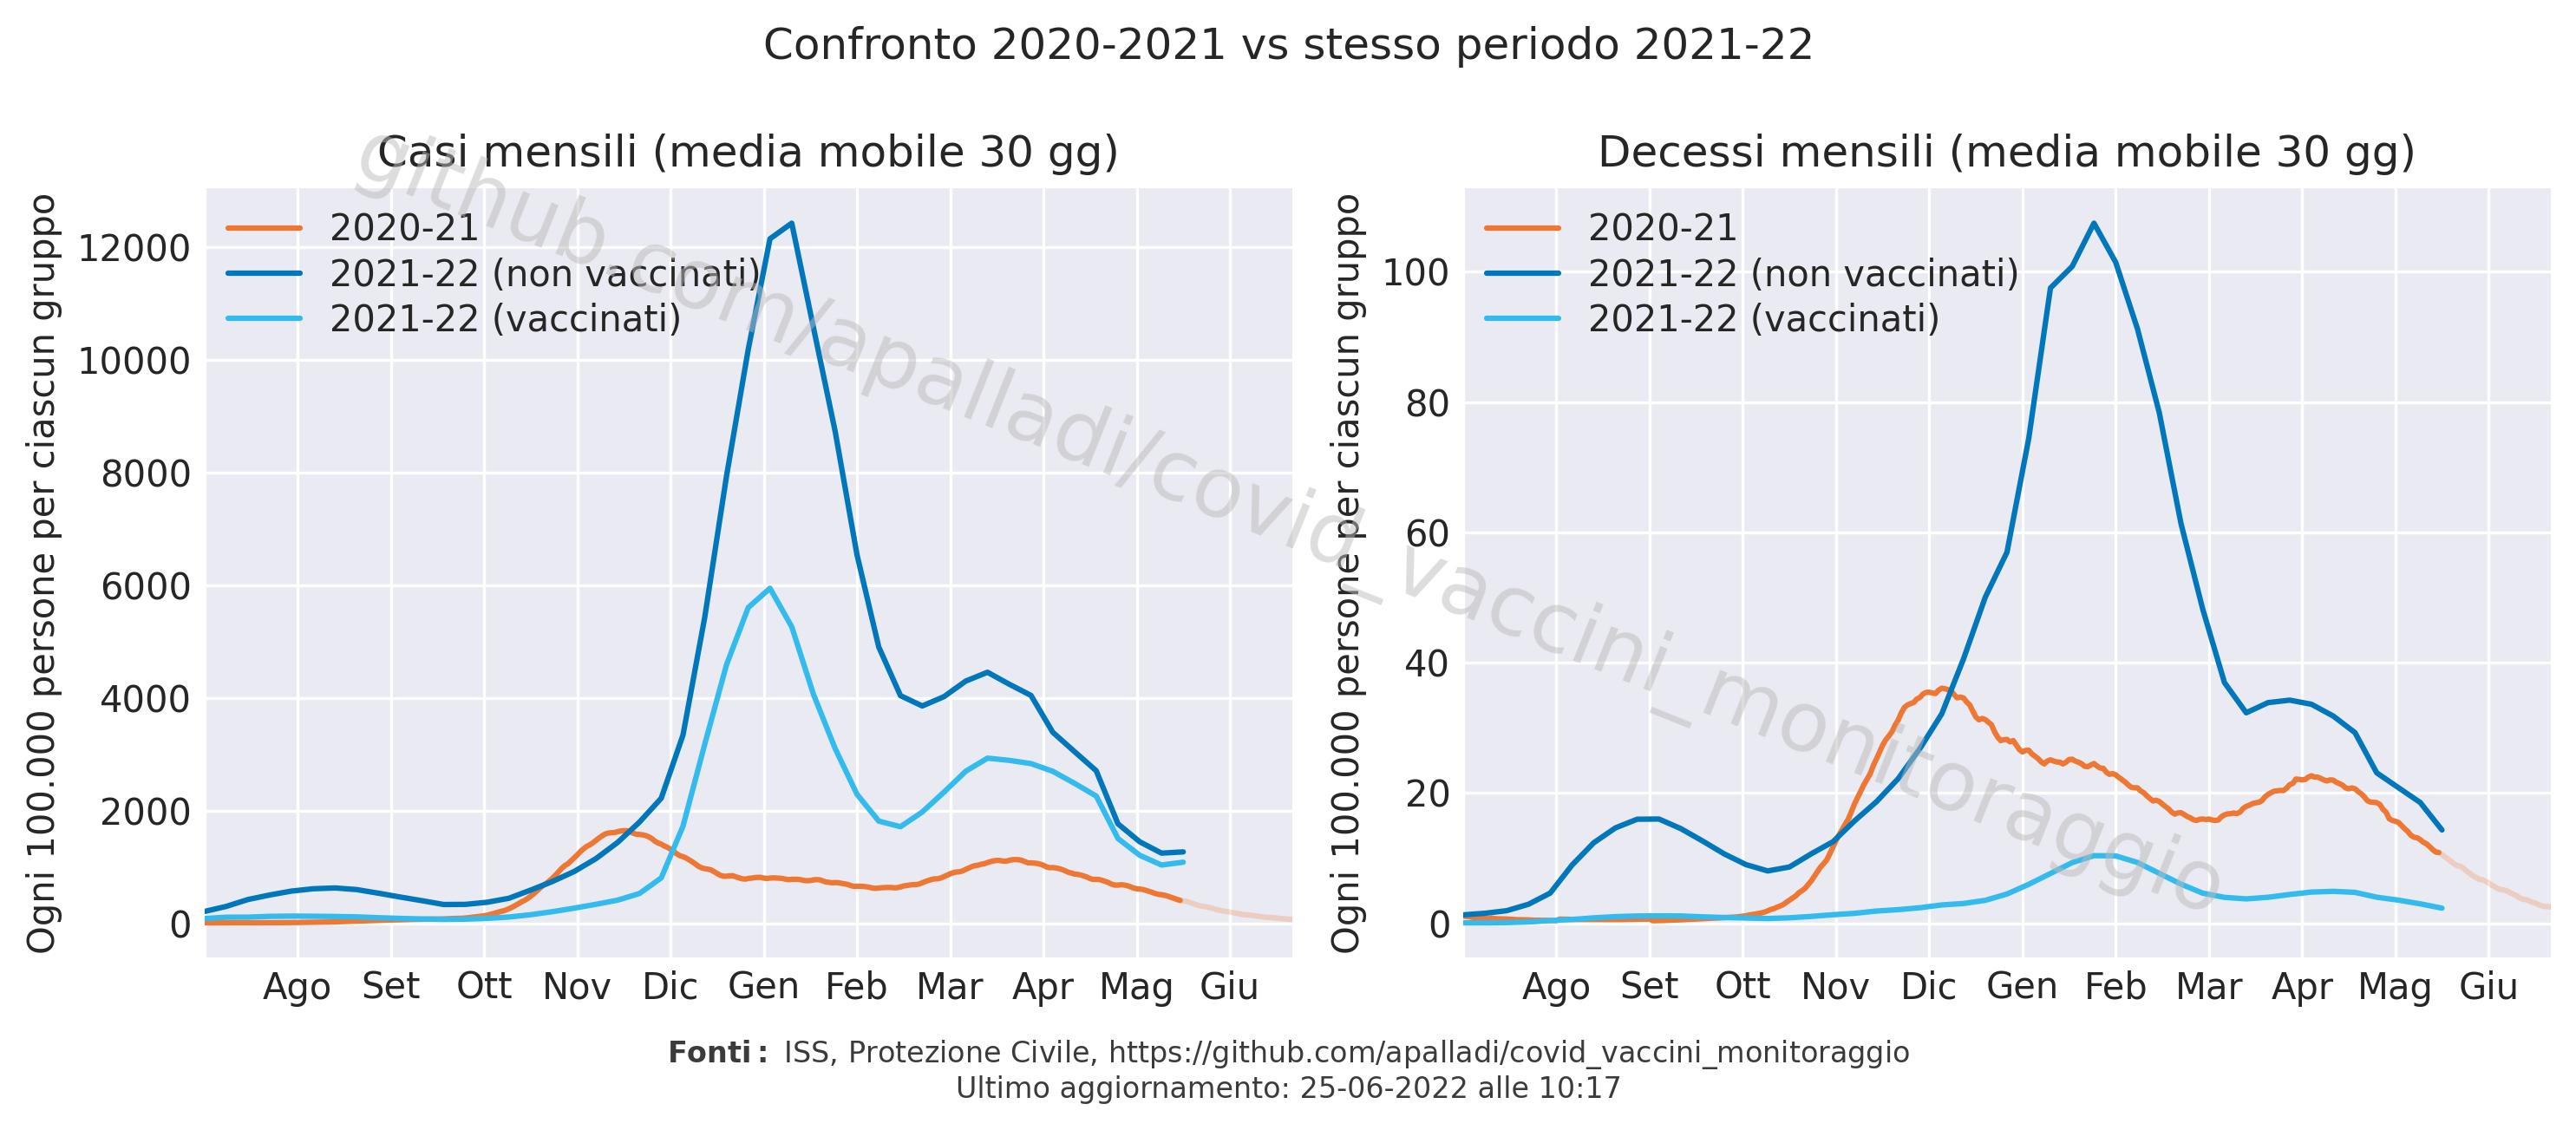 Confronto 2020-2021 vs stesso periodo 2021-22
Casi mensili (media mobile 30 gg)
Ogni 100.000 persone per ciascun gruppo
12000
10000
8000
6000
4000
2000
0
2020-21
2021-22 (non vaccinati)
2021-22 (vaccinati)
Ago Set Ott Nov Dic Gen Feb Mar Apr Mag Giu
Decessi mensili (media mobile 30 gg)
Ogni 100.000 persone per ciascun gruppo
100
80
60
40
20
0
2020-21
2021-22 (non vaccinati)
2021-22 (vaccinati)
Ago Set Ott Nov Dic Gen Feb Mar Apr Mag Giu
github.com/apalladi/covid_vaccini_monitoraggio
Fonti: ISS, Protezione Civile, https://github.com/apalladi/covid_vaccini_monitoraggio
Ultimo aggiornamento: 25-06-2022 alle 10:17